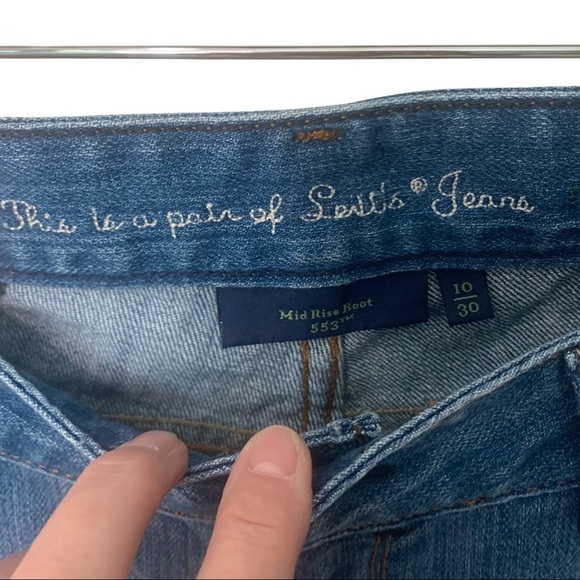 This is a pair of Levi's® Jeans
Mid Rise Boot
553™
10
30